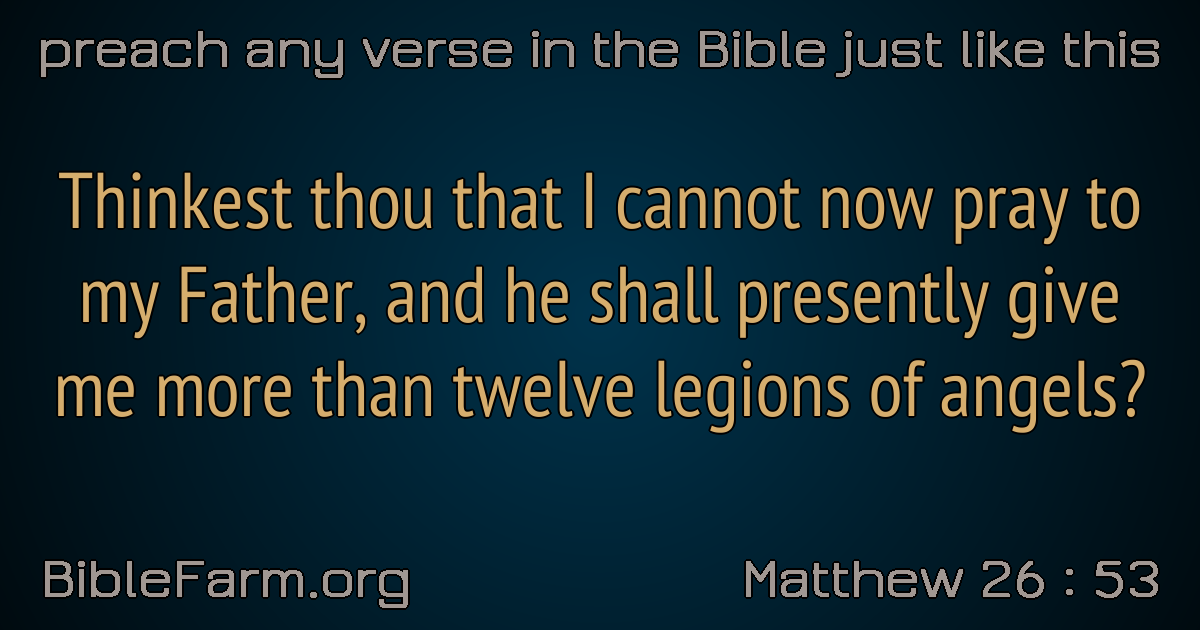 preach any verse in the Bible just like this
Thinkest thou that I cannot now pray to
my Father, and he shall presently give
me more than twelve legions of angels?
BibleFarm.org
Matthew 26 : 53